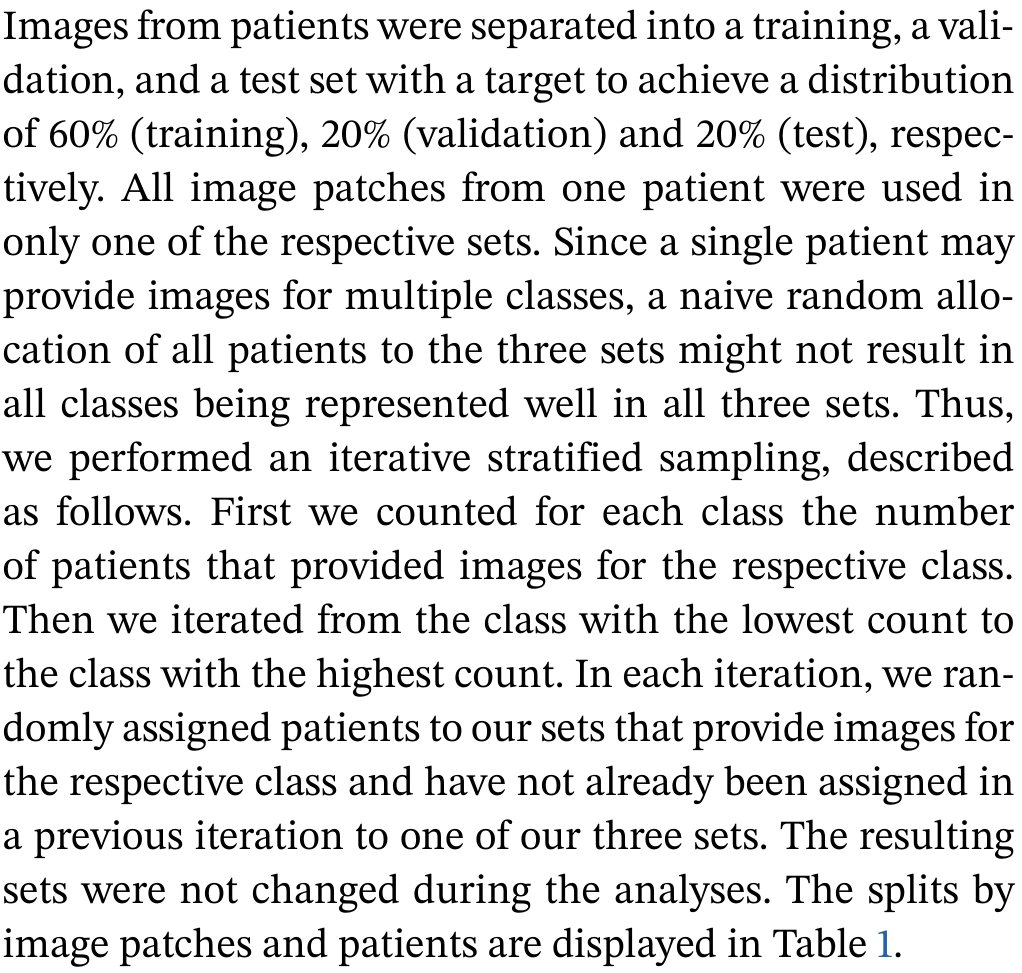 Images from patients were separated into a training, a vali-
dation, and a test set with a target to achieve a distribution
of 60% (training), 20% (validation) and 20% (test), respec-
tively. All image patches from one patient were used in
only one of the respective sets. Since a single patient may
provide images for multiple classes, a naive random allo-
cation of all patients to the three sets might not result in
all classes being represented well in all three sets. Thus,
we performed an iterative stratified sampling, described
as follows. First we counted for each class the number
of patients that provided images for the respective class.
Then we iterated from the class with the lowest count to
the class with the highest count. In each iteration, we ran-
domly assigned patients to our sets that provide images for
the respective class and have not already been assigned in
a previous iteration to one of our three sets. The resulting
sets were not changed during the analyses. The splits by
image patches and patients are displayed in Table 1.